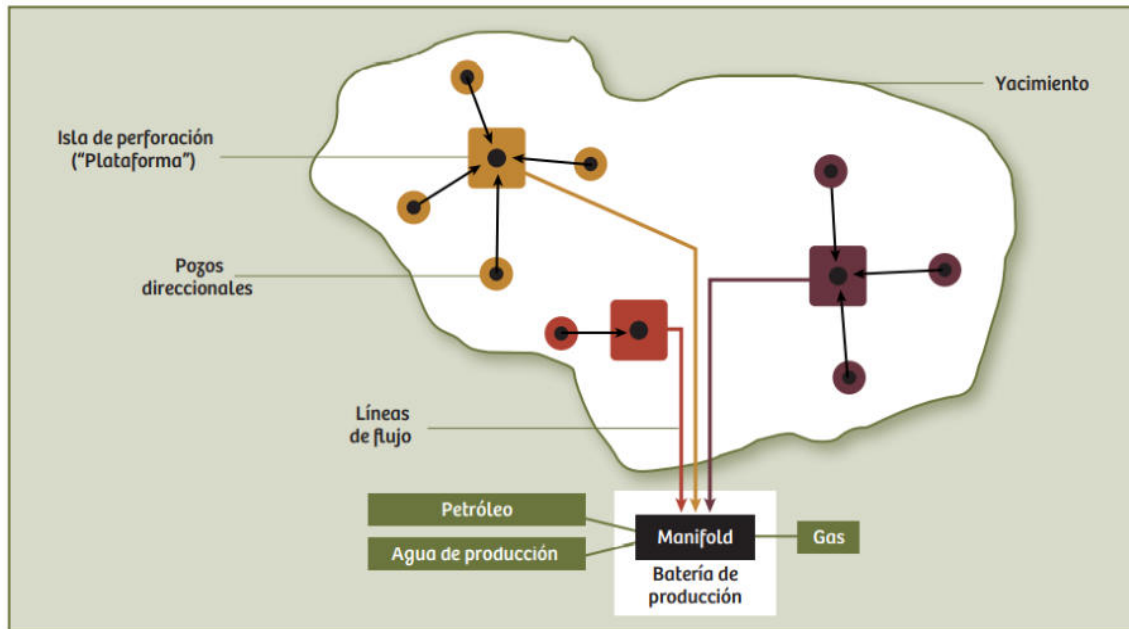 Yacimiento
Isla de perforación
(“Plataforma”)
Pozos
direccionales
Líneas
de flujo
Petróleo
Agua de producción
Manifold
Gas
Batería de
producción